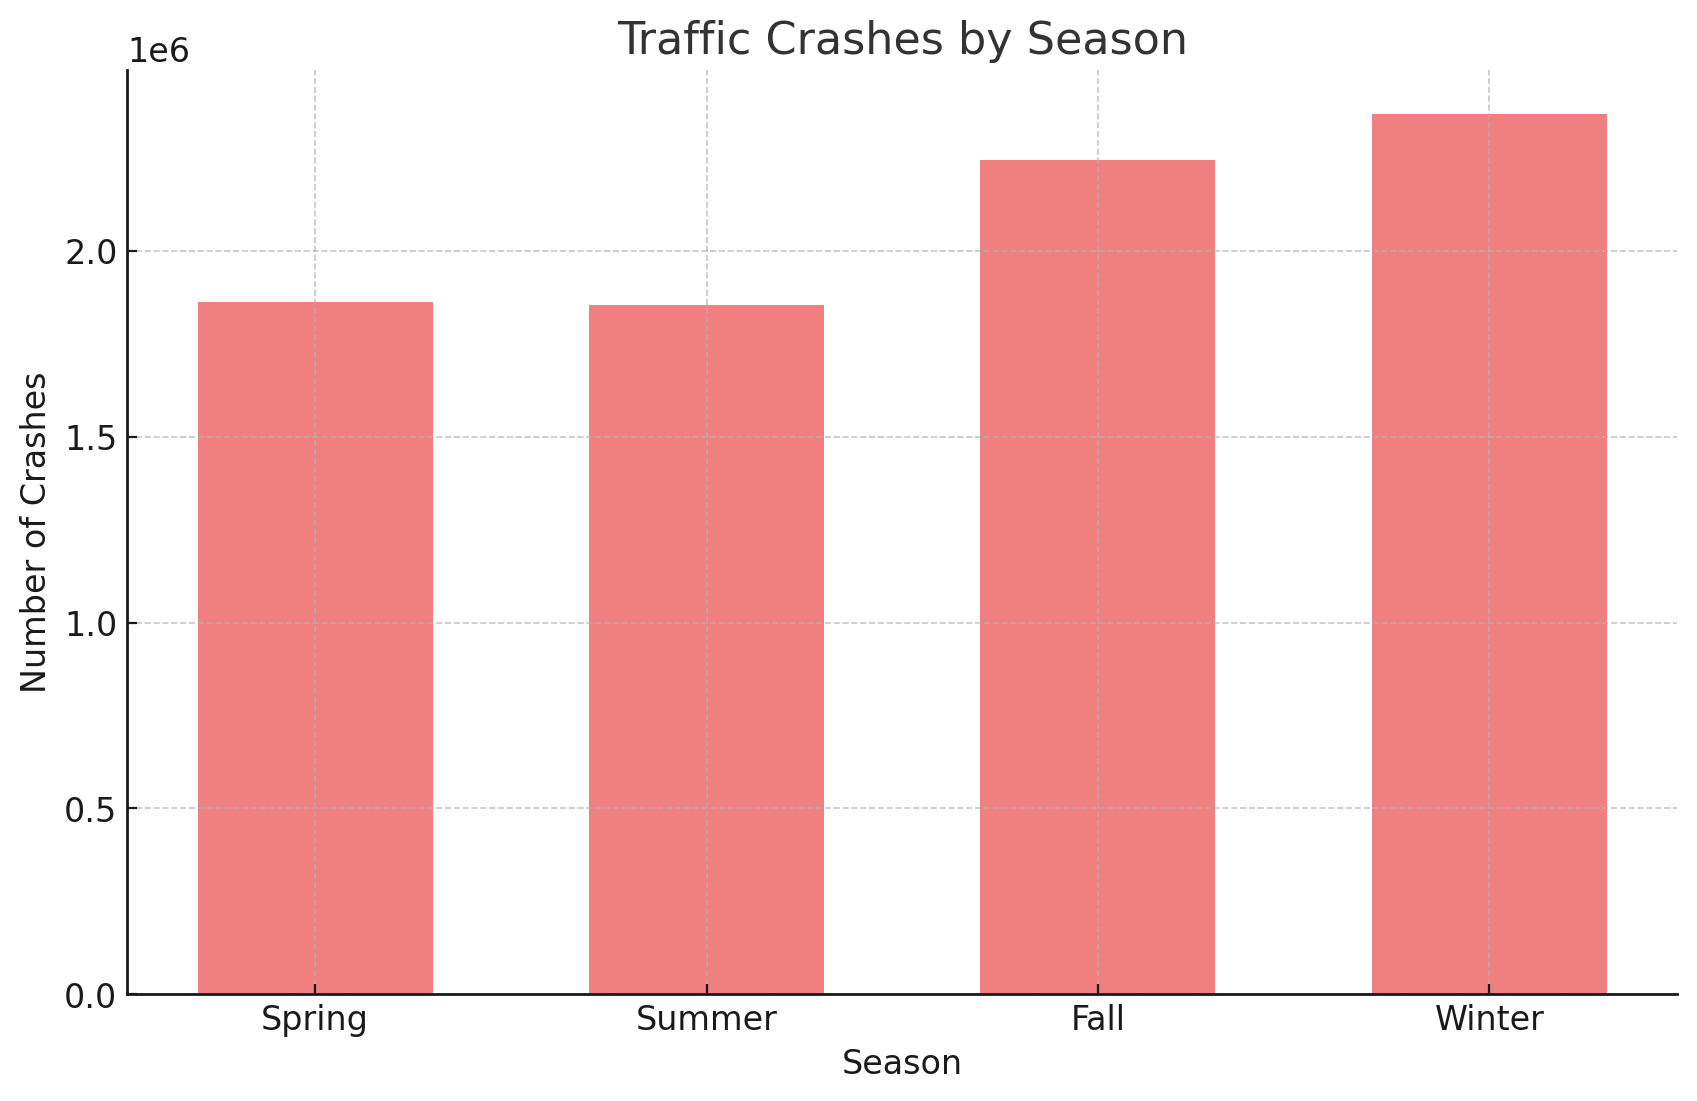 Traffic Crashes by Season
1e6
2.0
1.5
1.0
0.5
0.0
Number of Crashes
Spring Summer Fall Winter
Season